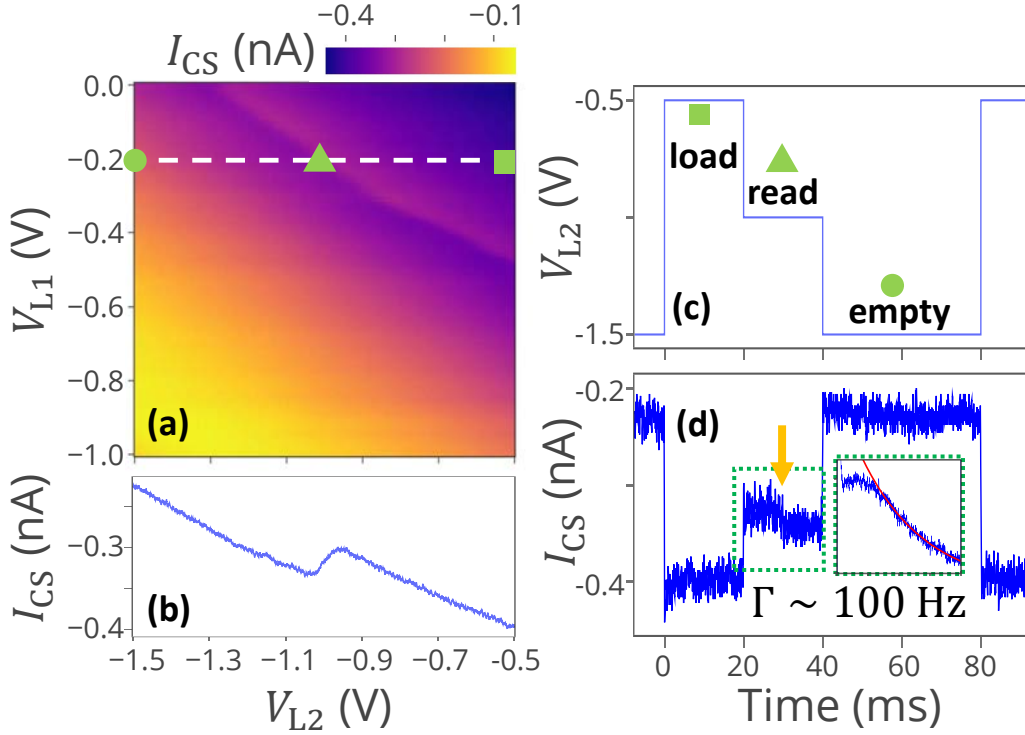 −0.4 −0.1
I_CS (nA)
0.0
−0.2
−0.4
−0.6
−0.8
−1.0
V_L1 (V)
(a)
I_CS (nA)
−0.3
−0.4
(b)
−1.5 −1.3 −1.1 −0.9 −0.7 −0.5
V_L2 (V)
V_L2 (V)
-0.5
-1.5
load
read
(c)
empty
I_CS (nA)
−0.2
−0.4
(d)
Γ ~ 100 Hz
0 20 40 60 80
Time (ms)